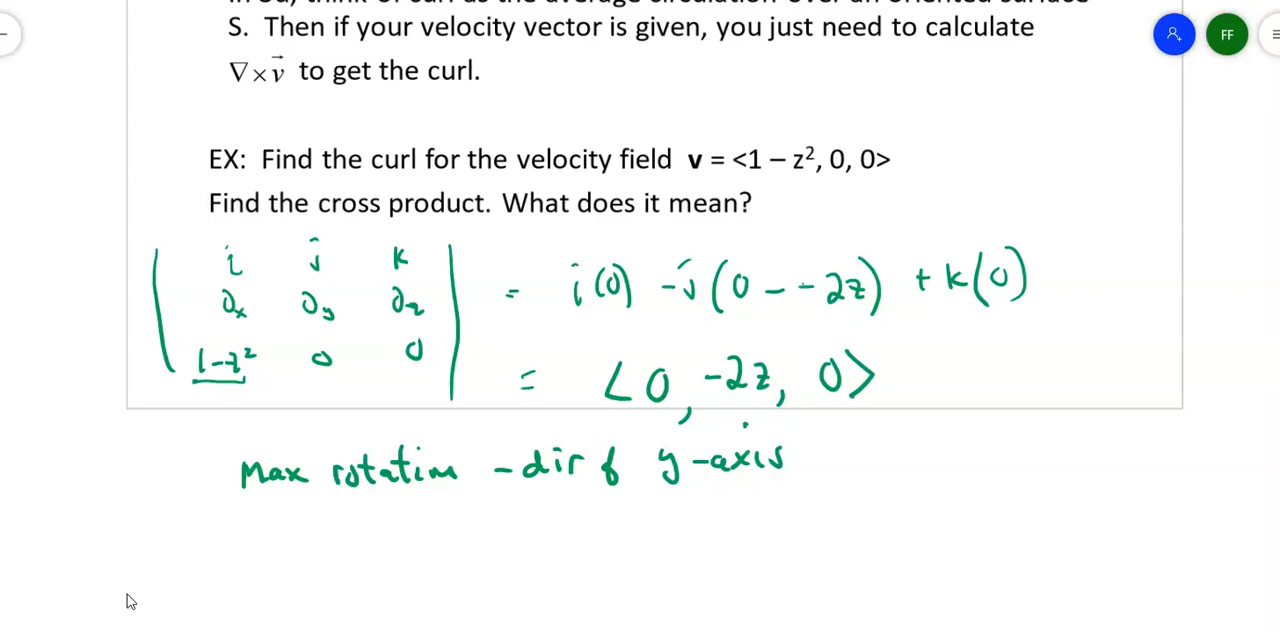 S. Then if your velocity vector is given, you just need to calculate
∇×v⃗ to get the curl.
FF
EX: Find the curl for the velocity field v = <1 – z², 0, 0>
Find the cross product. What does it mean?
i ĵ k
∂x ∂y ∂z
1-z² 0 0
= i(0) -ĵ(0 - -2z) + k(0)
= <0, -2z, 0>
Max rotation -dir of y-axis